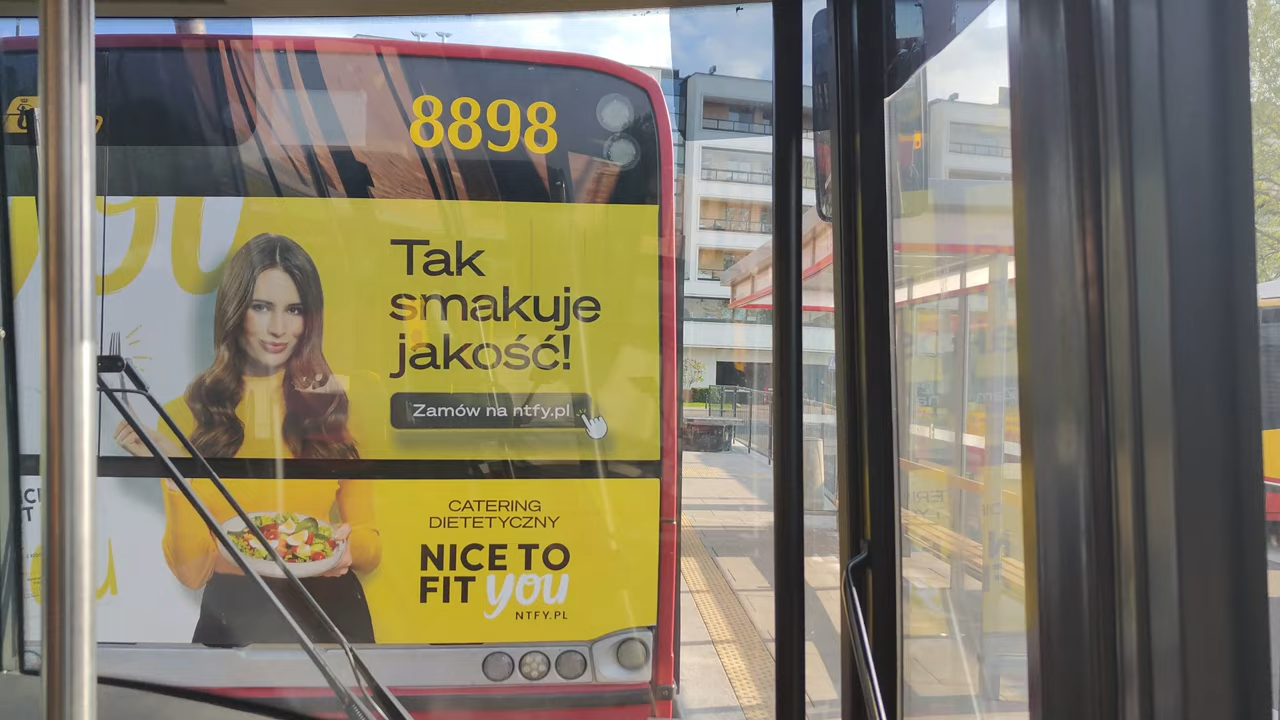 8898
Tak
smakuje
jakość!
Zamów na ntfy.pl
CATERING
DIETETYCZNY
NICE TO
FIT you
NTFY.PL